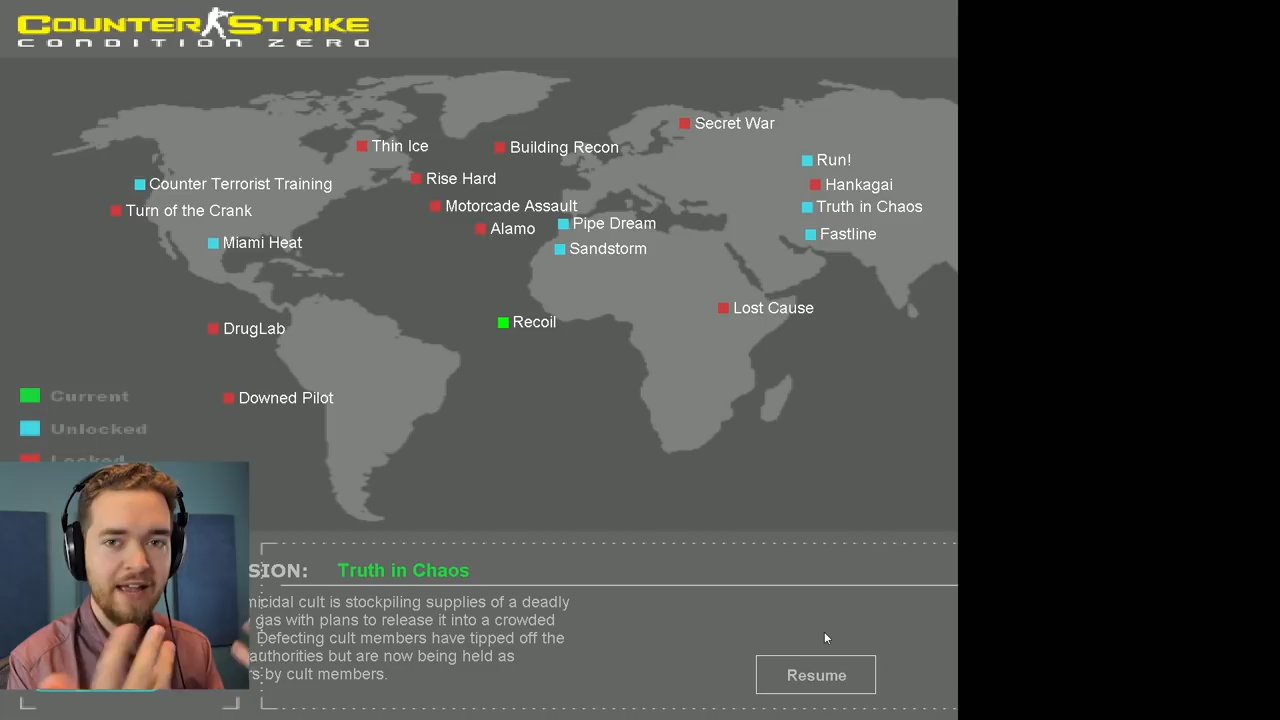 COUNTER STRIKE
CONDITION ZERO
Secret War
Thin Ice
Building Recon
Run!
Rise Hard
Counter Terrorist Training
Hankagai
Turn of the Crank
Motorcade Assault
Truth in Chaos
Alamo
Pipe Dream
Fastline
Miami Heat
Sandstorm
Lost Cause
Recoil
DrugLab
Current
Downed Pilot
Unlocked
Locked
SION: Truth in Chaos
micidal cult is stockpiling supplies of a deadly
gas with plans to release it into a crowded
Defecting cult members have tipped off the
authorities but are now being held as
s by cult members.
Resume